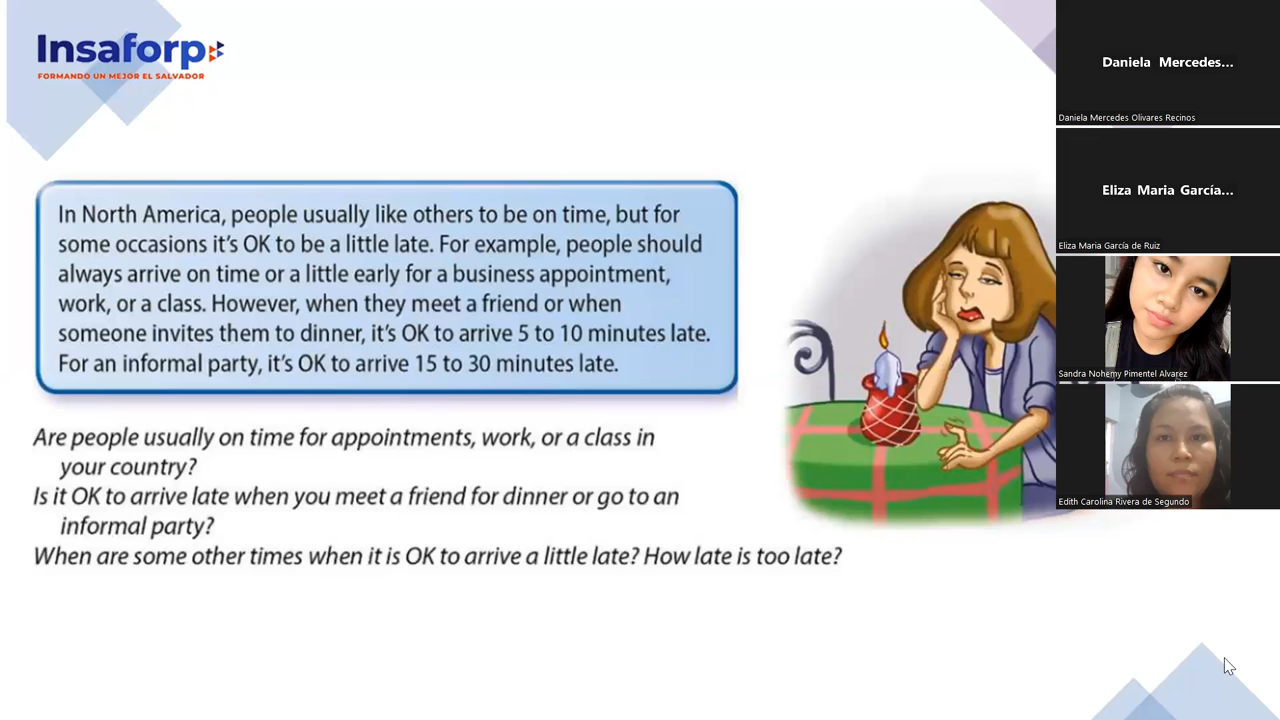 Insaforp
FORMANDO UN MEJOR EL SALVADOR
In North America, people usually like others to be on time, but for
some occasions it's OK to be a little late. For example, people should
always arrive on time or a little early for a business appointment,
work, or a class. However, when they meet a friend or when
someone invites them to dinner, it's OK to arrive 5 to 10 minutes late.
For an informal party, it's OK to arrive 15 to 30 minutes late.
Are people usually on time for appointments, work, or a class in
your country?
Is it OK to arrive late when you meet a friend for dinner or go to an
informal party?
When are some other times when it is OK to arrive a little late? How late is too late?
Daniela Mercedes...
Daniela Mercedes Olivares Recinos
Eliza Maria García...
Eliza Maria García de Ruiz
Sandra Nohemy Pimentel Alvarez
Edith Carolina Rivera de Segundo